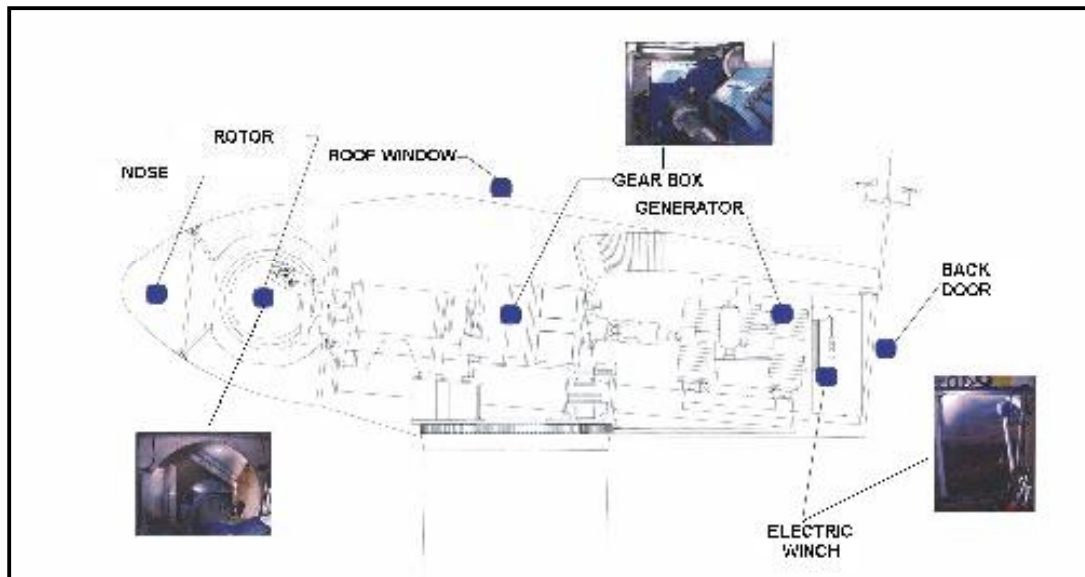 ROTOR
NOSE
ROOF WINDOW
GEAR BOX
GENERATOR
BACK
DOOR
ELECTRIC
WINCH